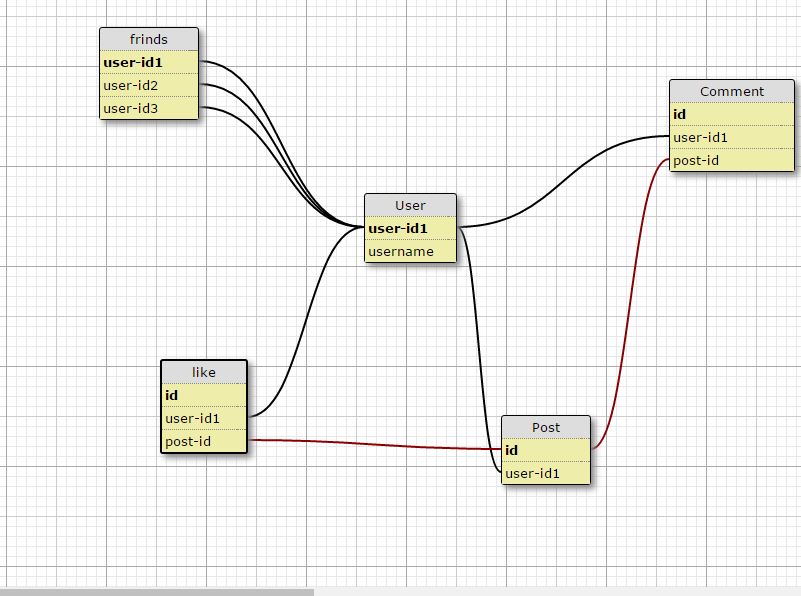 frinds
user-id1
user-id2
user-id3
Comment
id
user-id1
post-id
User
user-id1
username
like
id
user-id1
post-id
Post
id
user-id1